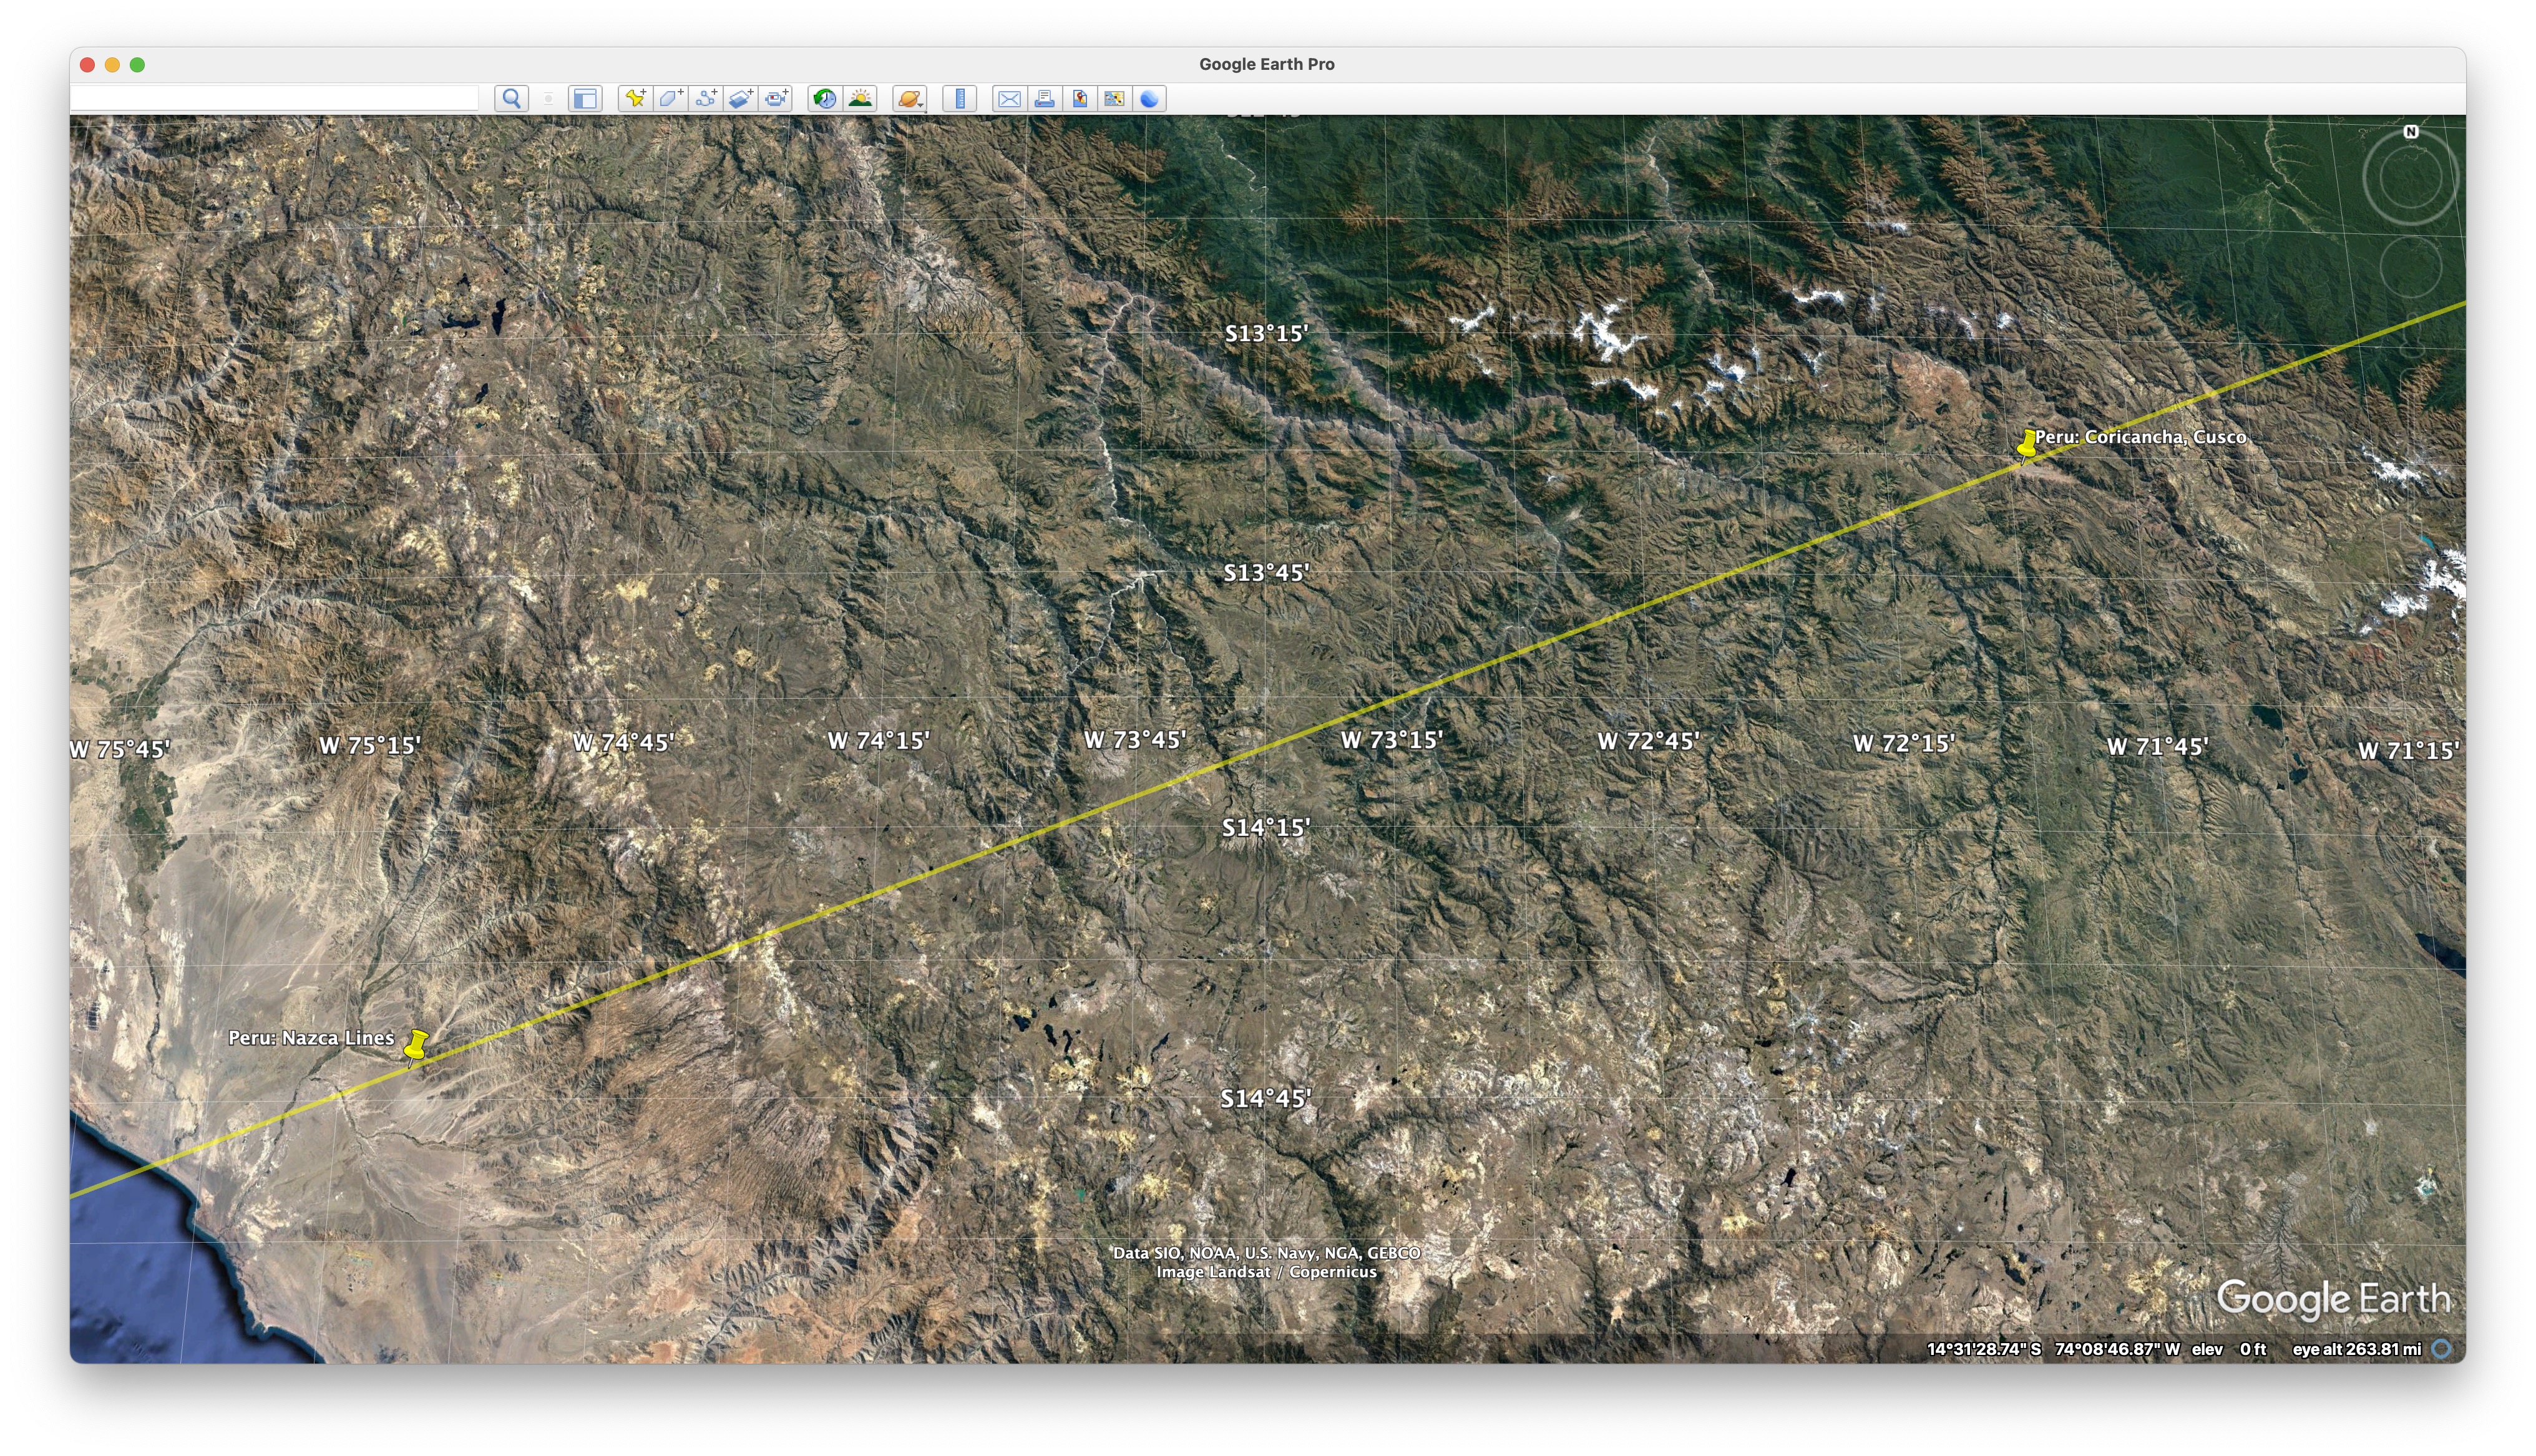 Google Earth Pro
N
S13°15'
Peru: Coricancha, Cusco
S13°45'
W 75°45' W 75°15' W 74°45' W 74°15' W 73°45' W 73°15' W 72°45' W 72°15' W 71°45' W 71°15'
S14°15'
Peru: Nazca Lines
S14°45'
Data SIO, NOAA, U.S. Navy, NGA, GEBCO
Image Landsat / Copernicus
Google Earth
14°31'28.74" S 74°08'46.87" W elev 0 ft eye alt 263.81 mi